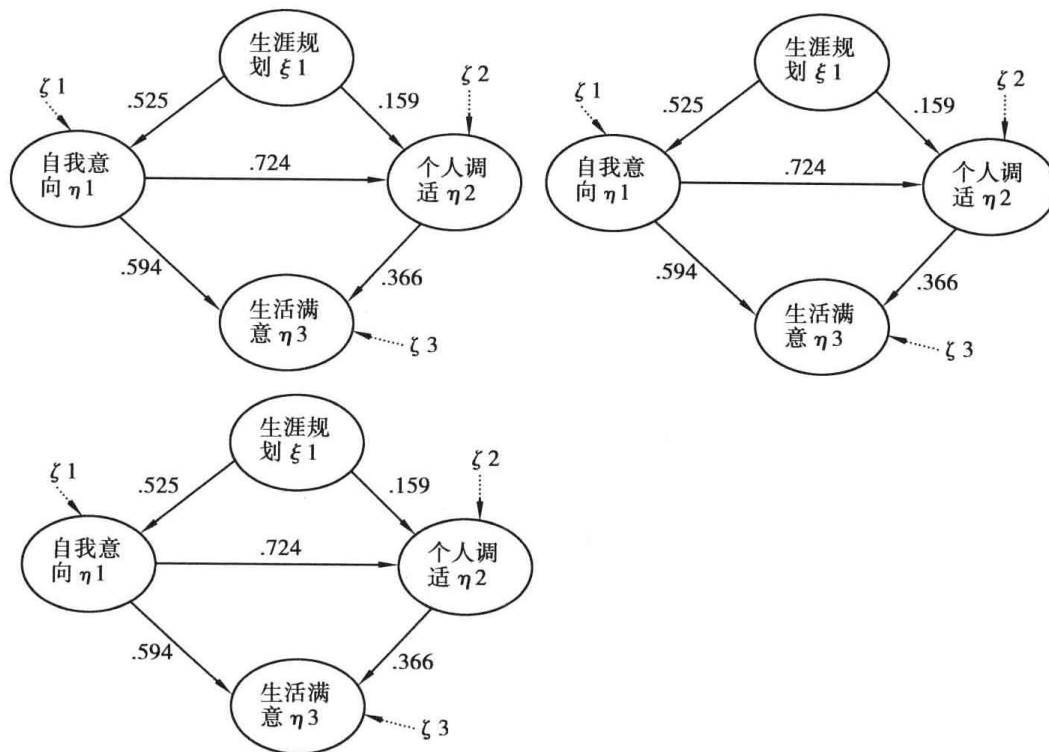 生涯规
划 ξ 1
ζ 1
ζ 2
.525
.159
自我意
向 η 1
.724
个人调
适 η 2
.594
.366
生活满
意 η 3
ζ 3
生涯规
划 ξ 1
ζ 1
ζ 2
.525
.159
自我意
向 η 1
.724
个人调
适 η 2
.594
.366
生活满
意 η 3
ζ 3
生涯规
划 ξ 1
ζ 1
ζ 2
.525
.159
自我意
向 η 1
.724
个人调
适 η 2
.594
.366
生活满
意 η 3
ζ 3